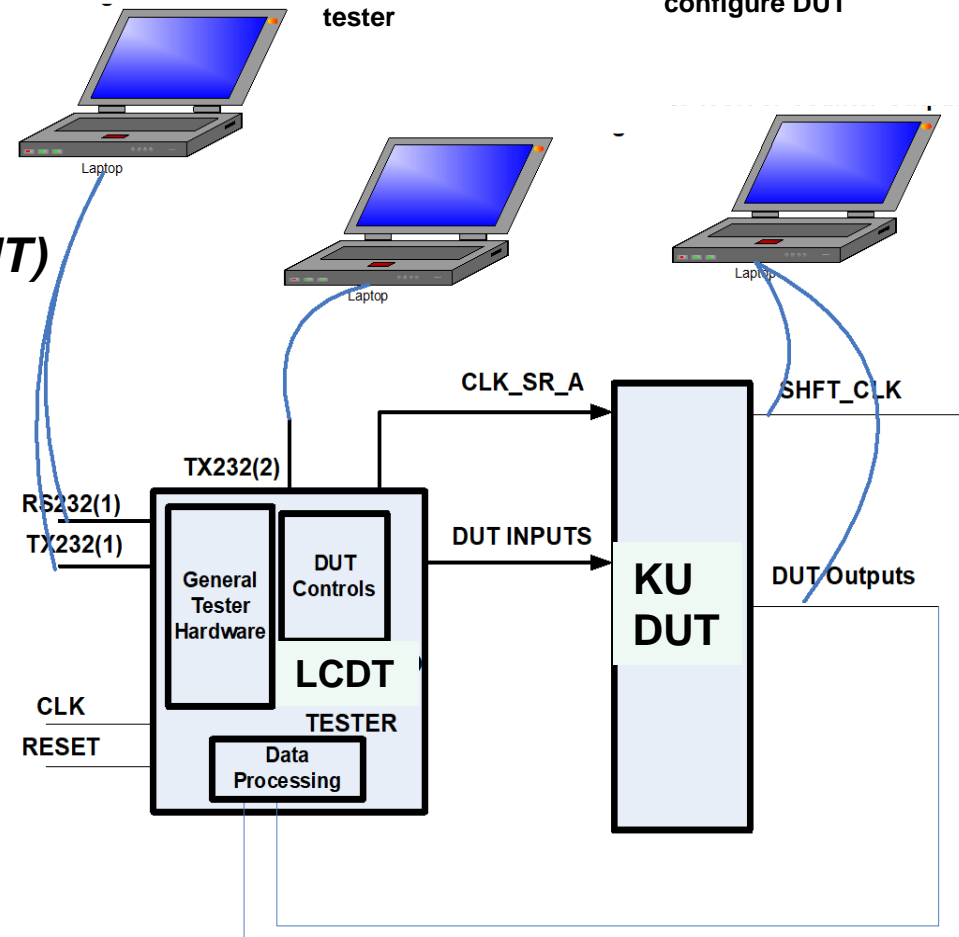 tester
configure DUT
Laptop
Laptop
Laptop
UT)
CLK_SR_A
SHFT_CLK
TX232(2)
RS232(1)
TX232(1)
DUT INPUTS
DUT Outputs
General
Tester
Hardware
DUT
Controls
KU
DUT
LCDT
CLK
TESTER
RESET
Data
Processing